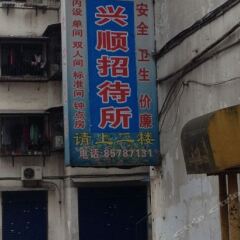 安全 卫生 价廉
兴顺招待所
内设 单间 双人间 标准间 钟点房
请上二楼
电话:85787131